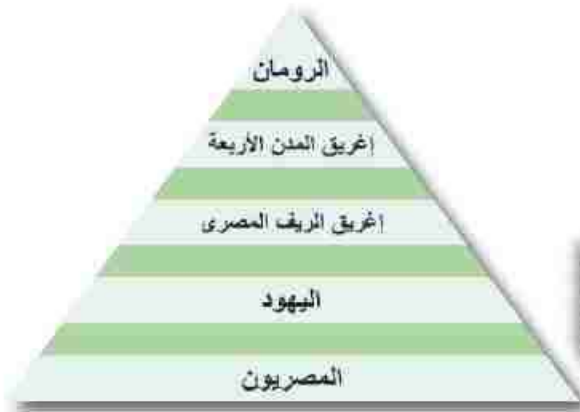 الرومان
إغريق المدن الأربعة
إغريق الريف المصرى
اليهود
المصريون